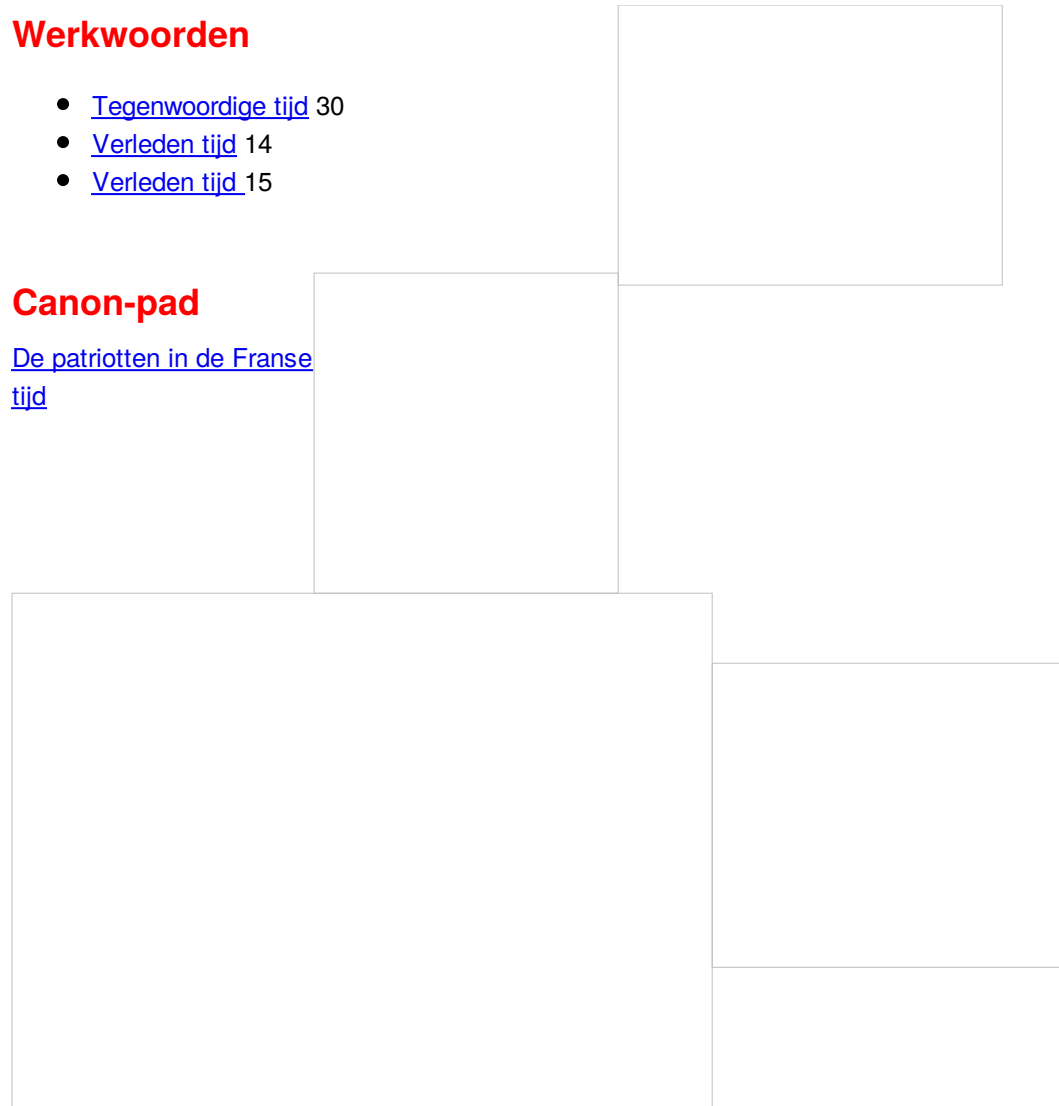 Werkwoorden
Tegenwoordige tijd 30
Verleden tijd 14
Verleden tijd 15
Canon-pad
De patriotten in de Franse
tijd